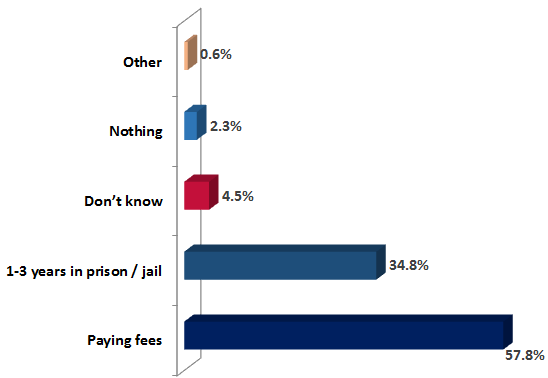 Other 0.6%
Nothing 2.3%
Don’t know 4.5%
1-3 years in prison / jail 34.8%
Paying fees 57.8%